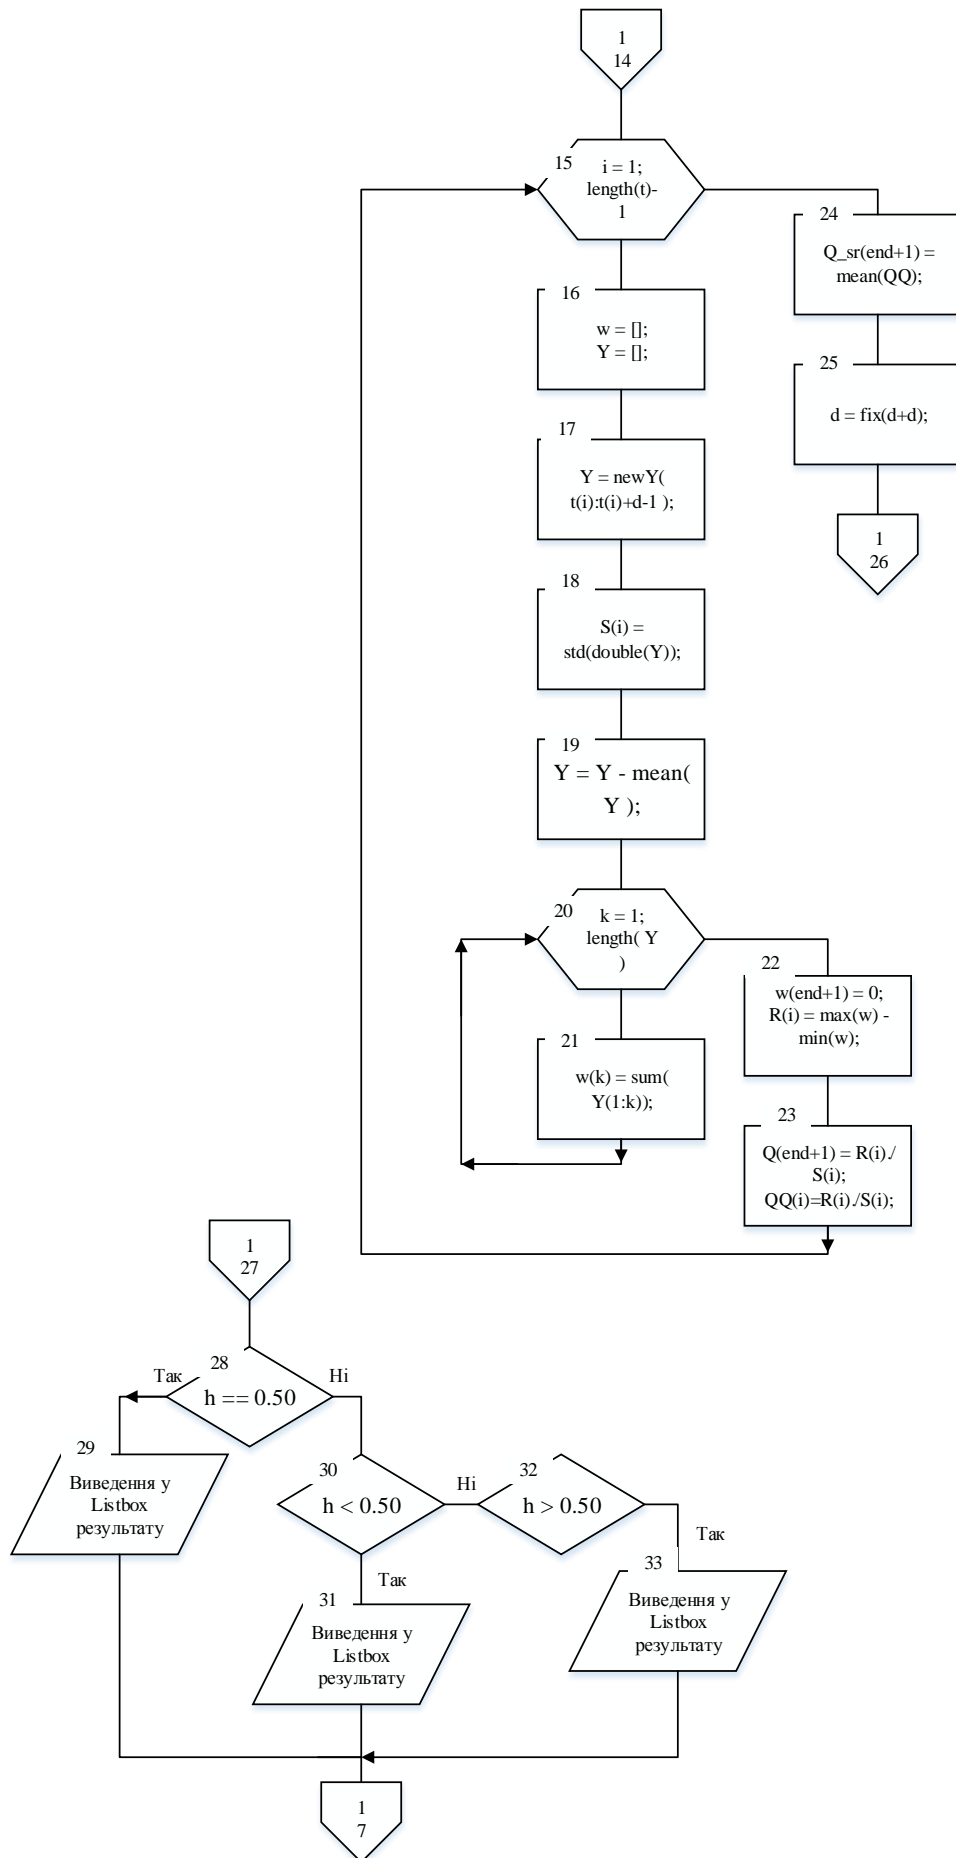 1
14
15
i = 1;
length(t)-
1
16
w = [];
Y = [];
17
Y = newY(
t(i):t(i)+d-1 );
18
S(i) =
std(double(Y));
19
Y = Y - mean(
Y );
20
k = 1;
length( Y
)
21
w(k) = sum(
Y(1:k));
22
w(end+1) = 0;
R(i) = max(w) -
min(w);
23
Q(end+1) = R(i)./
S(i);
QQ(i)=R(i)./S(i);
24
Q_sr(end+1) =
mean(QQ);
25
d = fix(d+d);
1
26
1
27
28
Так
Ні
h == 0.50
29
Виведення у
Listbox
результату
30
h < 0.50
Ні
32
h > 0.50
Так
Так
31
Виведення у
Listbox
результату
33
Виведення у
Listbox
результату
1
7